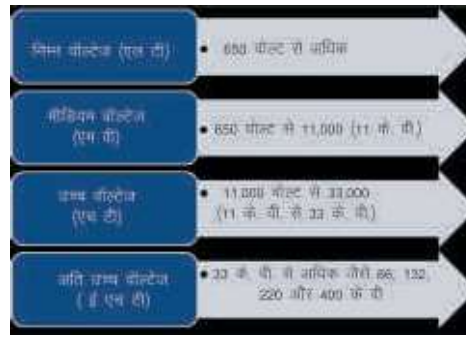 निम्न वोल्टेज (एल टी)
• 650 वोल्ट से अधिक
मीडियम वोल्टेज
(एम वी)
• 650 वोल्ट से 11,000 (11 के. वी.)
उच्च वोल्टेज
(एच टी)
• 11,000 वोल्ट से 33,000
(11 के. वी. से 33 के. वी.)
अति उच्च वोल्टेज
( ई एच टी)
• 33 के. वी. से अधिक जैसे 66, 132,
220 और 400 के वी